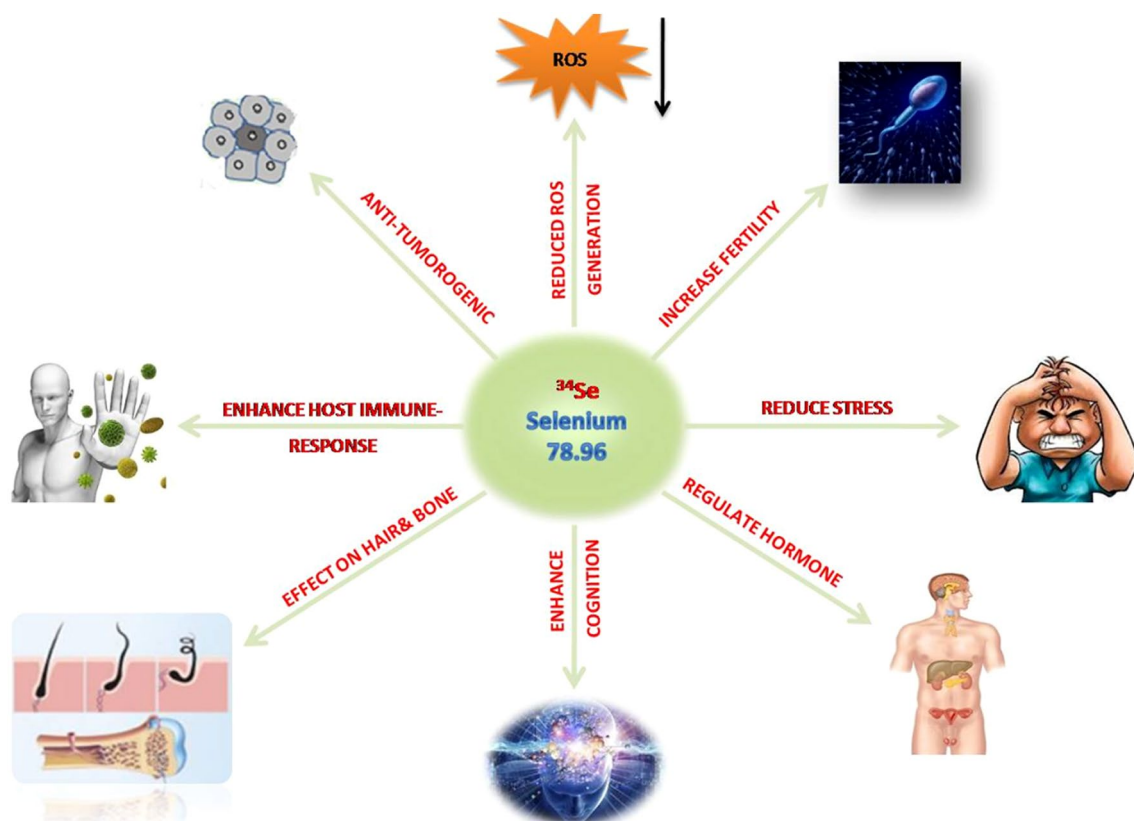 ROS
REDUCED ROS
GENERATION
ANTI-TUMOROGENIC
INCREASE FERTILITY
ENHANCE HOST IMMUNE-
RESPONSE
³⁴Se
Selenium
78.96
REDUCE STRESS
EFFECT ON HAIR& BONE
ENHANCE
COGNITION
REGULATE HORMONE